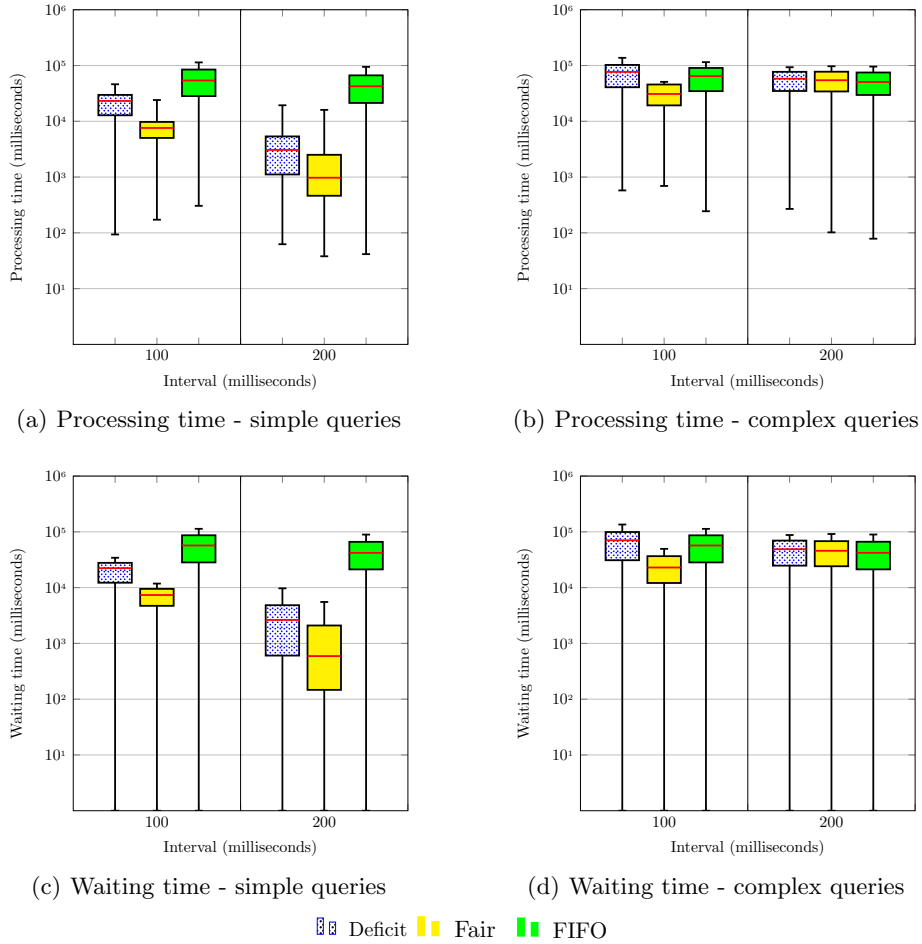 10⁶
10⁵
10⁴
10³
10²
10¹
Processing time (milliseconds)
100 200
Interval (milliseconds)
(a) Processing time - simple queries
10⁶
10⁵
10⁴
10³
10²
10¹
Processing time (milliseconds)
100 200
Interval (milliseconds)
(b) Processing time - complex queries
10⁶
10⁵
10⁴
10³
10²
10¹
Waiting time (milliseconds)
100 200
Interval (milliseconds)
(c) Waiting time - simple queries
10⁶
10⁵
10⁴
10³
10²
10¹
Waiting time (milliseconds)
100 200
Interval (milliseconds)
(d) Waiting time - complex queries
Deficit Fair FIFO